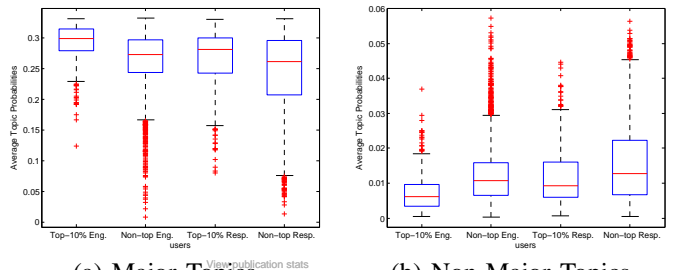 0.3
0.25
0.2
0.15
0.1
0.05
0
Average Topic Probabilities
Top−10% Eng. Non−top Eng. Top−10% Resp. Non−top Resp.
users
0.06
0.05
0.04
0.03
0.02
0.01
0
Average Topic Probabilities
Top−10% Eng. Non−top Eng. Top−10% Resp. Non−top Resp.
users
View publication stats
(a) Major Topics
(b) Non-Major Topics